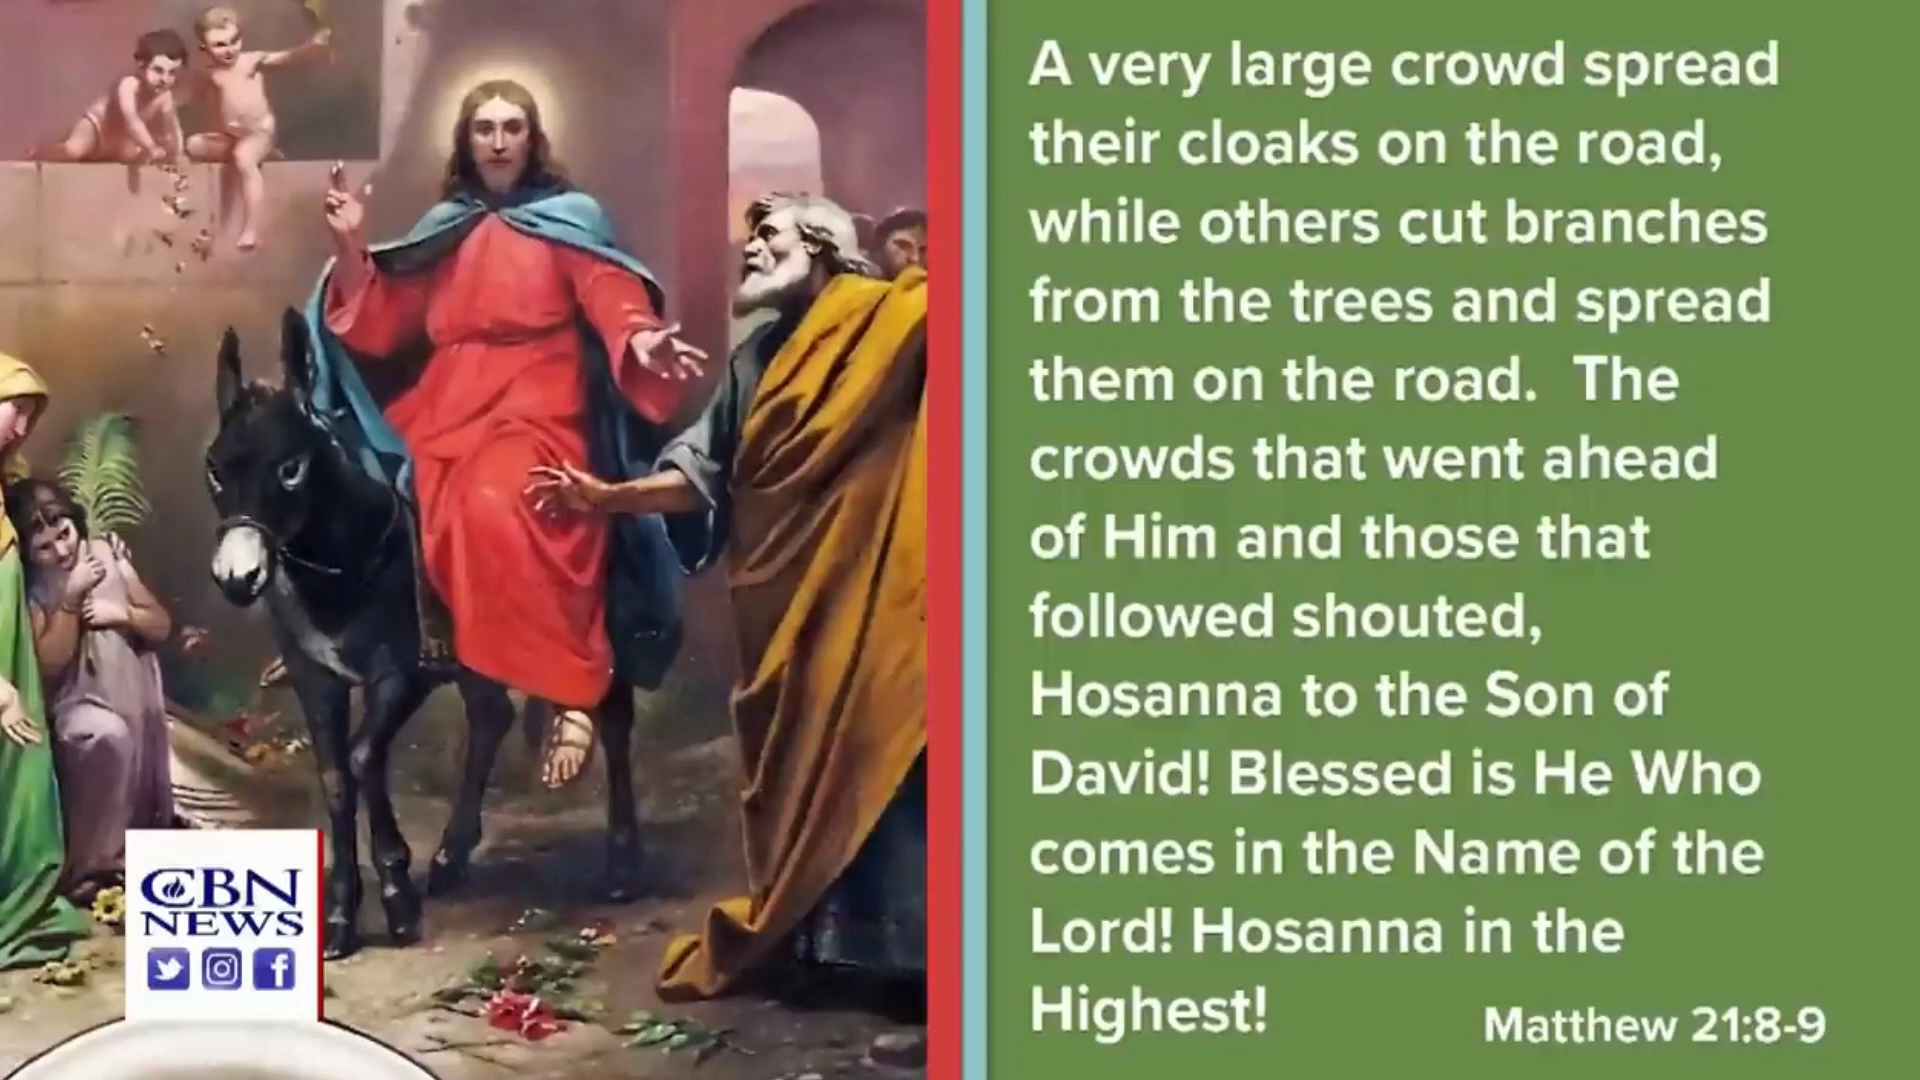 A very large crowd spread
their cloaks on the road,
while others cut branches
from the trees and spread
them on the road.  The
crowds that went ahead
of Him and those that
followed shouted,
Hosanna to the Son of
David! Blessed is He Who
comes in the Name of the
Lord! Hosanna in the
Highest!
Matthew 21:8-9
CBN
NEWS